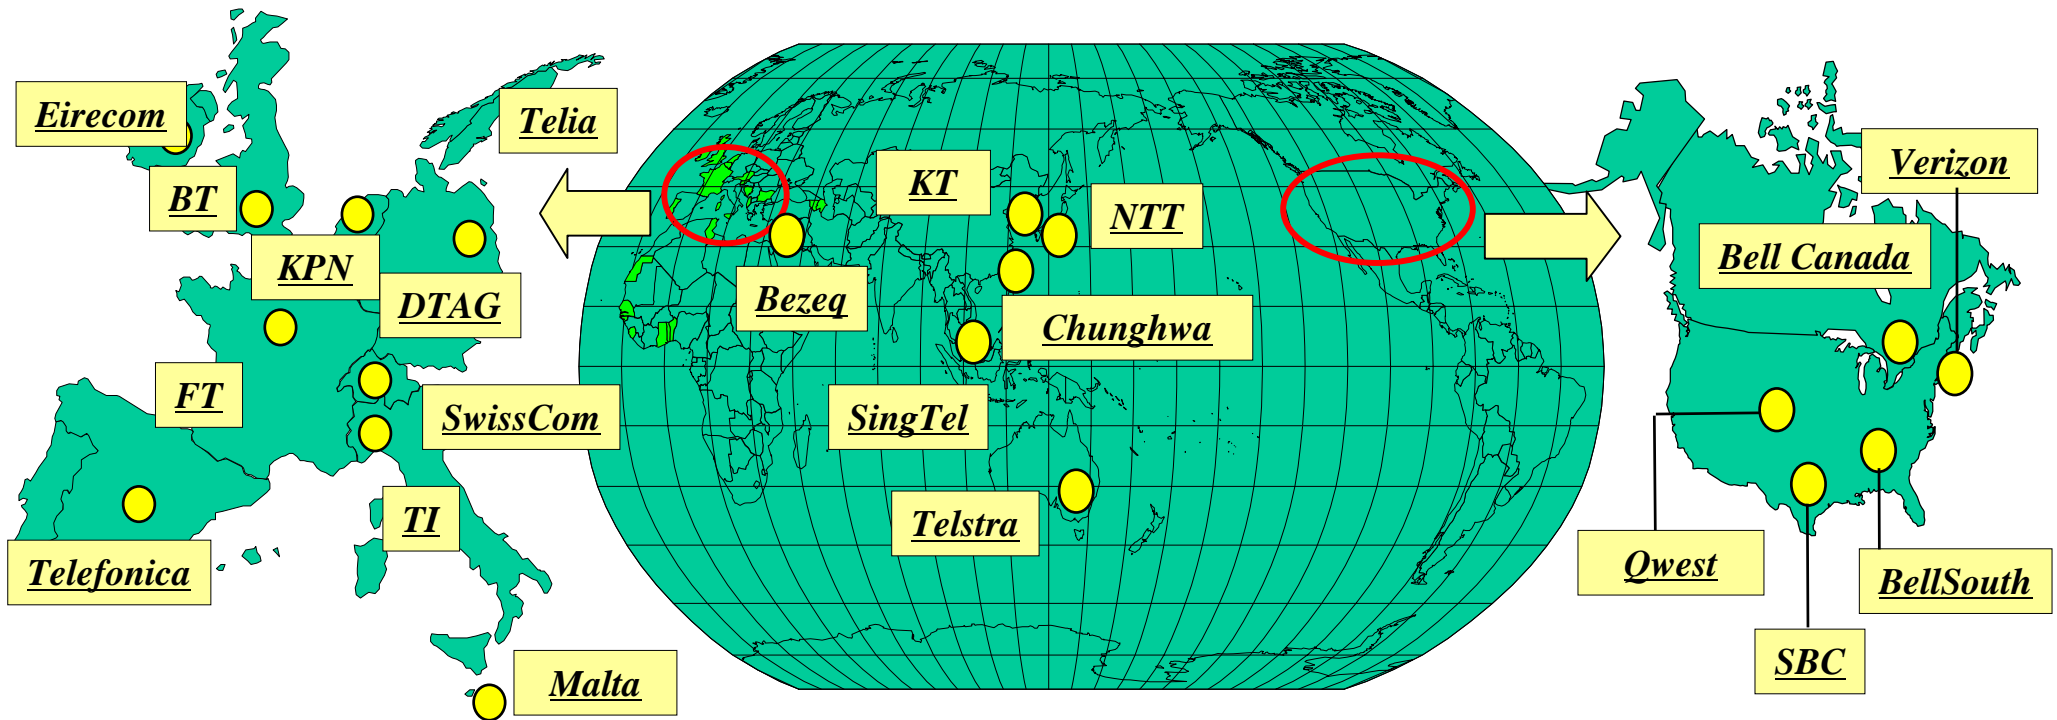 Eirecom
Telia
BT
KPN
DTAG
FT
SwissCom
TI
Telefonica
Malta
KT
NTT
Bezeq
Chunghwa
SingTel
Telstra
Verizon
Bell Canada
Qwest
BellSouth
SBC